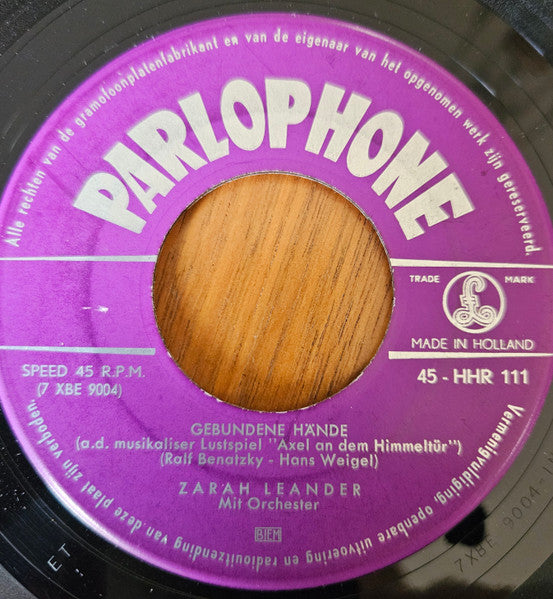 Alle rechten van de gramofoonplatenfabrikant en van de eigenaar van het opgenomen werk zijn gereserveerd.
PARLOPHONE
TRADE MARK
£
MADE IN HOLLAND
SPEED 45 R.P.M.
(7 XBE 9004)
45 - HHR 111
GEBUNDENE HÄNDE
(a.d. musikaliser Lustspiel "Axel an dem Himmeltür")
(Ralf Benatzky - Hans Weigel)
ZARAH LEANDER
Mit Orchester
BIEM
Vermenigvuldiging, openbare uitvoering en radiouitzending van deze plaat zijn verboden.
ET
7XBE 9004-